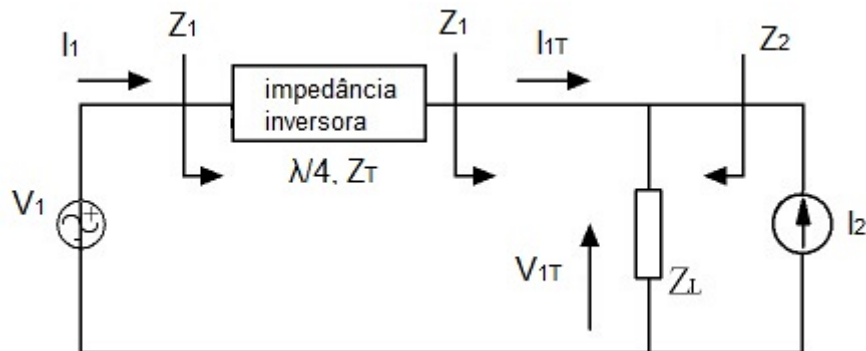 I1
Z1
Z1
I1T
Z2
impedância
inversora
λ/4, ZT
V1
+
-
V1T
ZL
I2